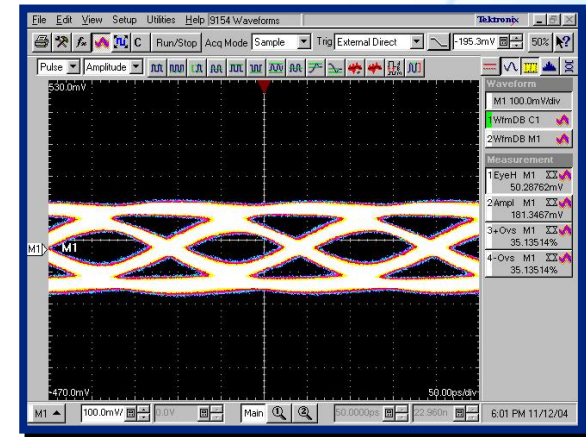 File Edit View Setup Utilities Help 9154 Waveforms Tektronix
C Run/Stop Acq Mode Sample Trig External Direct -195.3mV 50%
Pulse Amplitude
530.0mV
Waveform
M1 100.0mV/div
1WfmDB C1
2WfmDB M1
Measurement
1EyeH M1
50.28762mV
2Ampl M1
181.3467mV
3+Ovs M1
35.13514%
4-Ovs M1
35.13514%
M1 M1
-470.0mV 50.00ps/div
M1 100.0mV/ 0.0V Main 50.0000ps 22.960n 6:01 PM 11/12/04